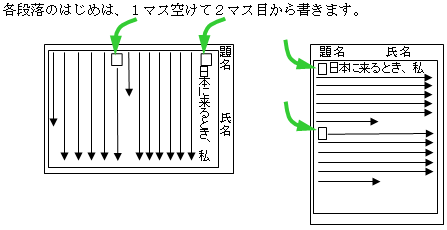 各段落のはじめは、１マス空けて２マス目から書きます。
題名　氏名
日本に来るとき、私
題名　氏名
日本に来るとき、私